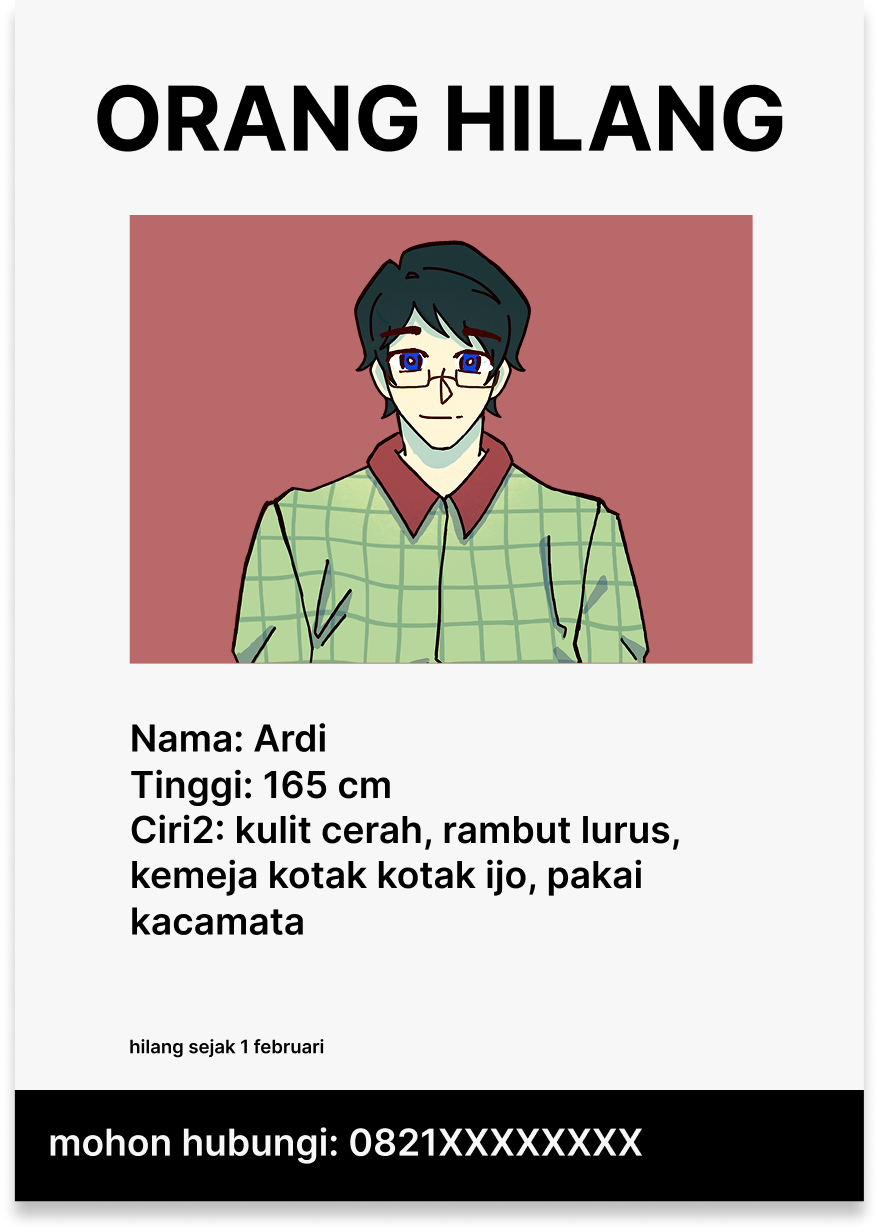 ORANG HILANG
Nama: Ardi
Tinggi: 165 cm
Ciri2: kulit cerah, rambut lurus,
kemeja kotak kotak ijo, pakai
kacamata
hilang sejak 1 februari
mohon hubungi: 0821XXXXXXXX